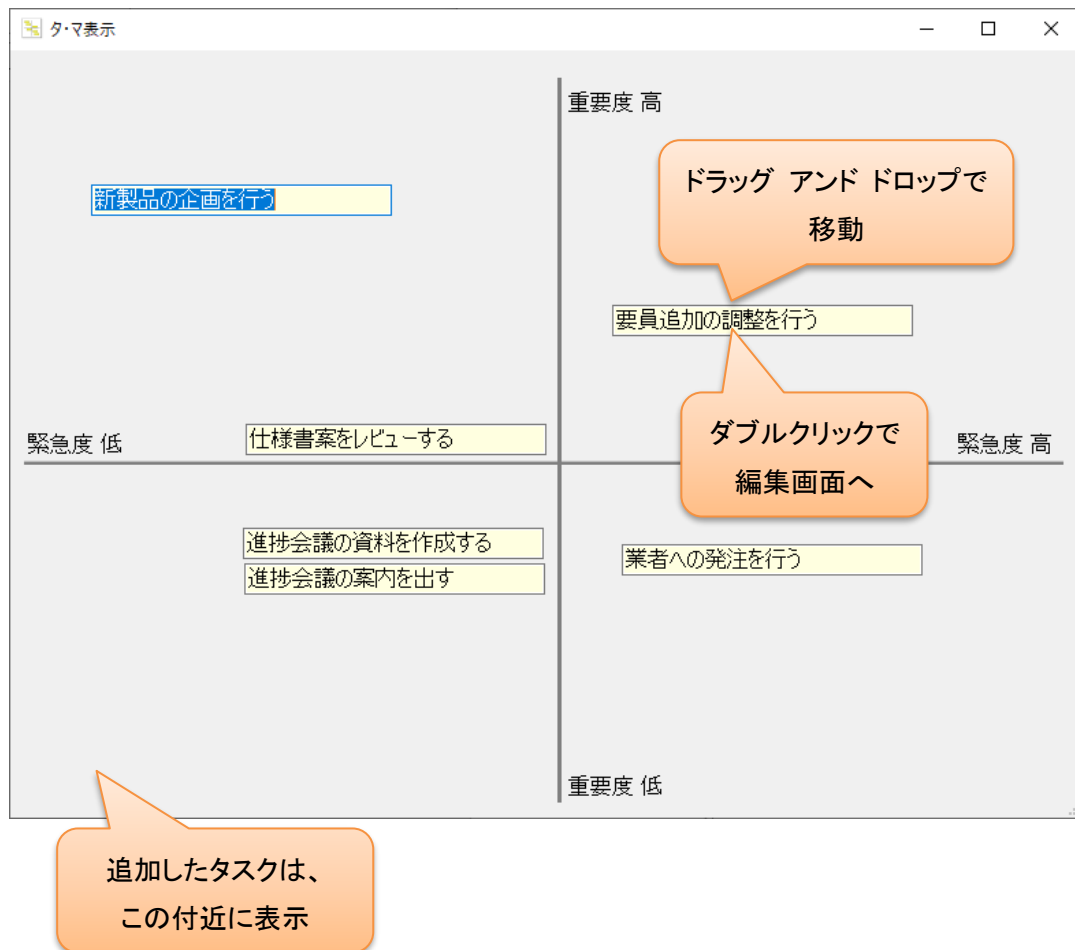 タ・マ表示
重要度 高
ドラッグ アンド ドロップで
移動
新製品の企画を行う
要員追加の調整を行う
ダブルクリックで
編集画面へ
緊急度 低
仕様書案をレビューする
緊急度 高
進捗会議の資料を作成する
進捗会議の案内を出す
業者への発注を行う
重要度 低
追加したタスクは、
この付近に表示